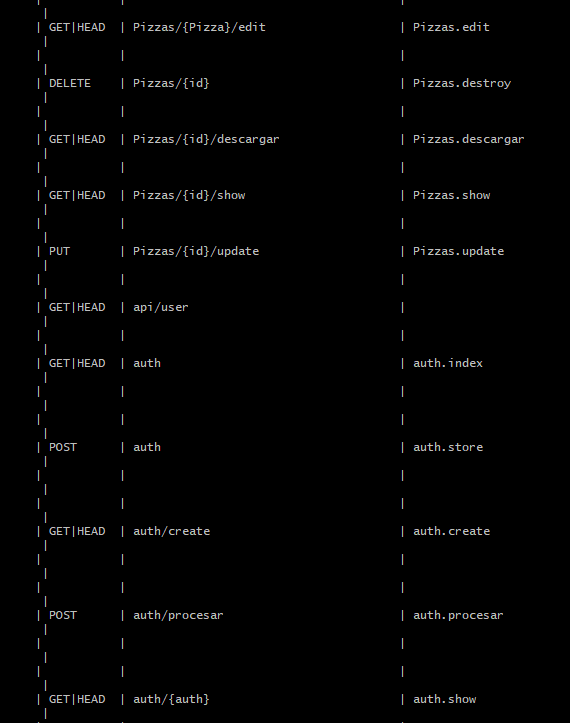 | GET|HEAD | Pizzas/{Pizza}/edit | Pizzas.edit
| DELETE | Pizzas/{id} | Pizzas.destroy
| GET|HEAD | Pizzas/{id}/descargar | Pizzas.descargar
| GET|HEAD | Pizzas/{id}/show | Pizzas.show
| PUT | Pizzas/{id}/update | Pizzas.update
| GET|HEAD | api/user |
| GET|HEAD | auth | auth.index
| POST | auth | auth.store
| GET|HEAD | auth/create | auth.create
| POST | auth/procesar | auth.procesar
| GET|HEAD | auth/{auth} | auth.show